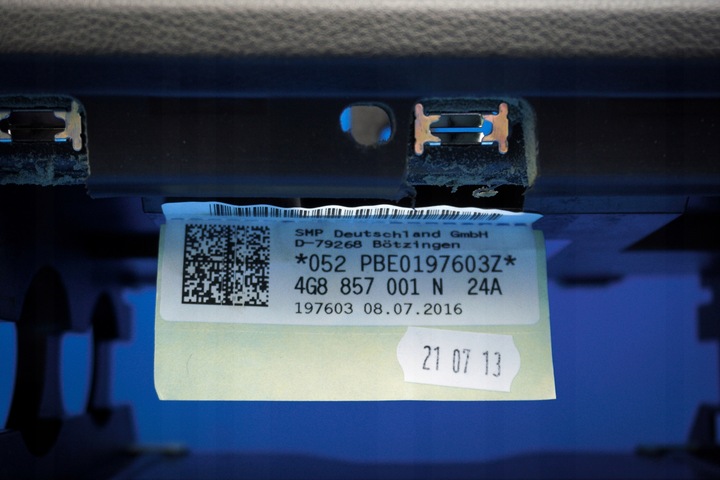 SMP Deutschland GmbH
D-79268 Bötzingen
*052 PBE0197603Z*
4G8 857 001 N 24A
197603 08.07.2016
21 07 13